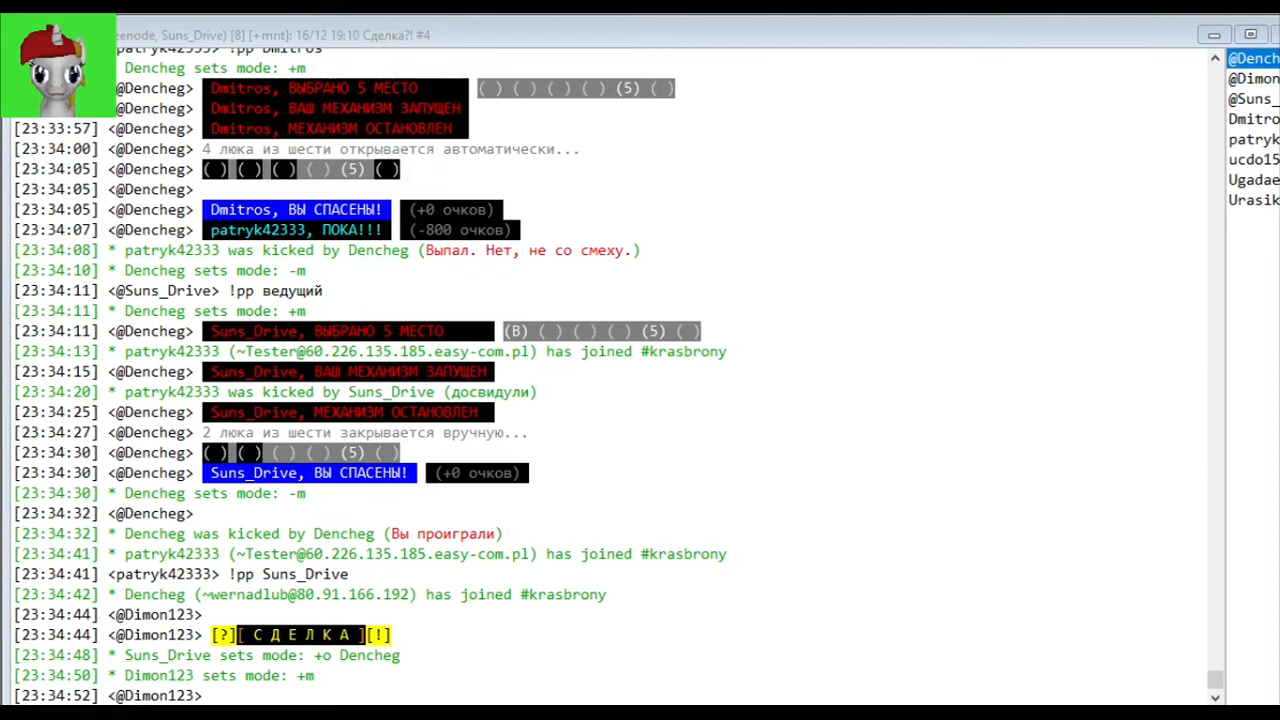 eenode, Suns_Drive) [8] [+mnt]: 16/12 19:10 Сделка?! #4
patryk42333> !pp Dmitros
Dencheg sets mode: +m
@Dencheg> Dmitros, ВЫБРАНО 5 МЕСТО ( ) ( ) ( ) ( ) (5) ( )
@Dencheg> Dmitros, ВАШ МЕХАНИЗМ ЗАПУЩЕН
[23:33:57] <@Dencheg> Dmitros, МЕХАНИЗМ ОСТАНОВЛЕН
[23:34:00] <@Dencheg> 4 люка из шести открывается автоматически...
[23:34:05] <@Dencheg> ( ) ( ) ( ) ( ) (5) ( )
[23:34:05] <@Dencheg>
[23:34:05] <@Dencheg> Dmitros, ВЫ СПАСЕНЫ! (+0 очков)
[23:34:07] <@Dencheg> patryk42333, ПОКА!!! (-800 очков)
[23:34:08] * patryk42333 was kicked by Dencheg (Выпал. Нет, не со смеху.)
[23:34:10] * Dencheg sets mode: -m
[23:34:11] <@Suns_Drive> !pp ведущий
[23:34:11] * Dencheg sets mode: +m
[23:34:11] <@Dencheg> Suns_Drive, ВЫБРАНО 5 МЕСТО (В) ( ) ( ) ( ) (5) ( )
[23:34:13] * patryk42333 (~Tester@60.226.135.185.easy-com.pl) has joined #krasbrony
[23:34:15] <@Dencheg> Suns_Drive, ВАШ МЕХАНИЗМ ЗАПУЩЕН
[23:34:20] * patryk42333 was kicked by Suns_Drive (досвидули)
[23:34:25] <@Dencheg> Suns_Drive, МЕХАНИЗМ ОСТАНОВЛЕН
[23:34:27] <@Dencheg> 2 люка из шести закрывается вручную...
[23:34:30] <@Dencheg> ( ) ( ) ( ) ( ) (5) ( )
[23:34:30] <@Dencheg> Suns_Drive, ВЫ СПАСЕНЫ! (+0 очков)
[23:34:30] * Dencheg sets mode: -m
[23:34:32] <@Dencheg>
[23:34:32] * Dencheg was kicked by Dencheg (Вы проиграли)
[23:34:41] * patryk42333 (~Tester@60.226.135.185.easy-com.pl) has joined #krasbrony
[23:34:41] <patryk42333> !pp Suns_Drive
[23:34:42] * Dencheg (~wernadlub@80.91.166.192) has joined #krasbrony
[23:34:44] <@Dimon123>
[23:34:44] <@Dimon123> [?][ С Д Е Л К А ][!]
[23:34:48] * Suns_Drive sets mode: +o Dencheg
[23:34:50] * Dimon123 sets mode: +m
[23:34:52] <@Dimon123>
@Dench
@Dimon
@Suns_
Dmitro
patryk
ucdo15
Ugadae
Urasik